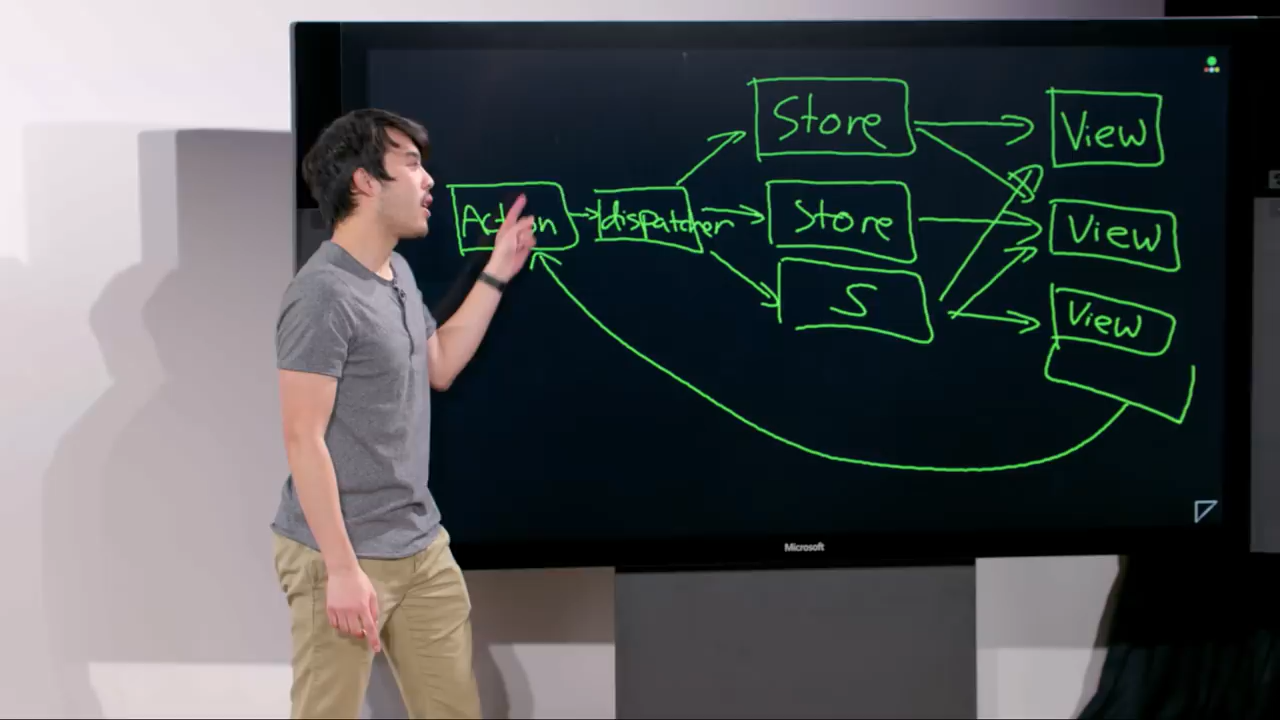 Action
dispatcher
Store
Store
S
View
View
View
Microsoft